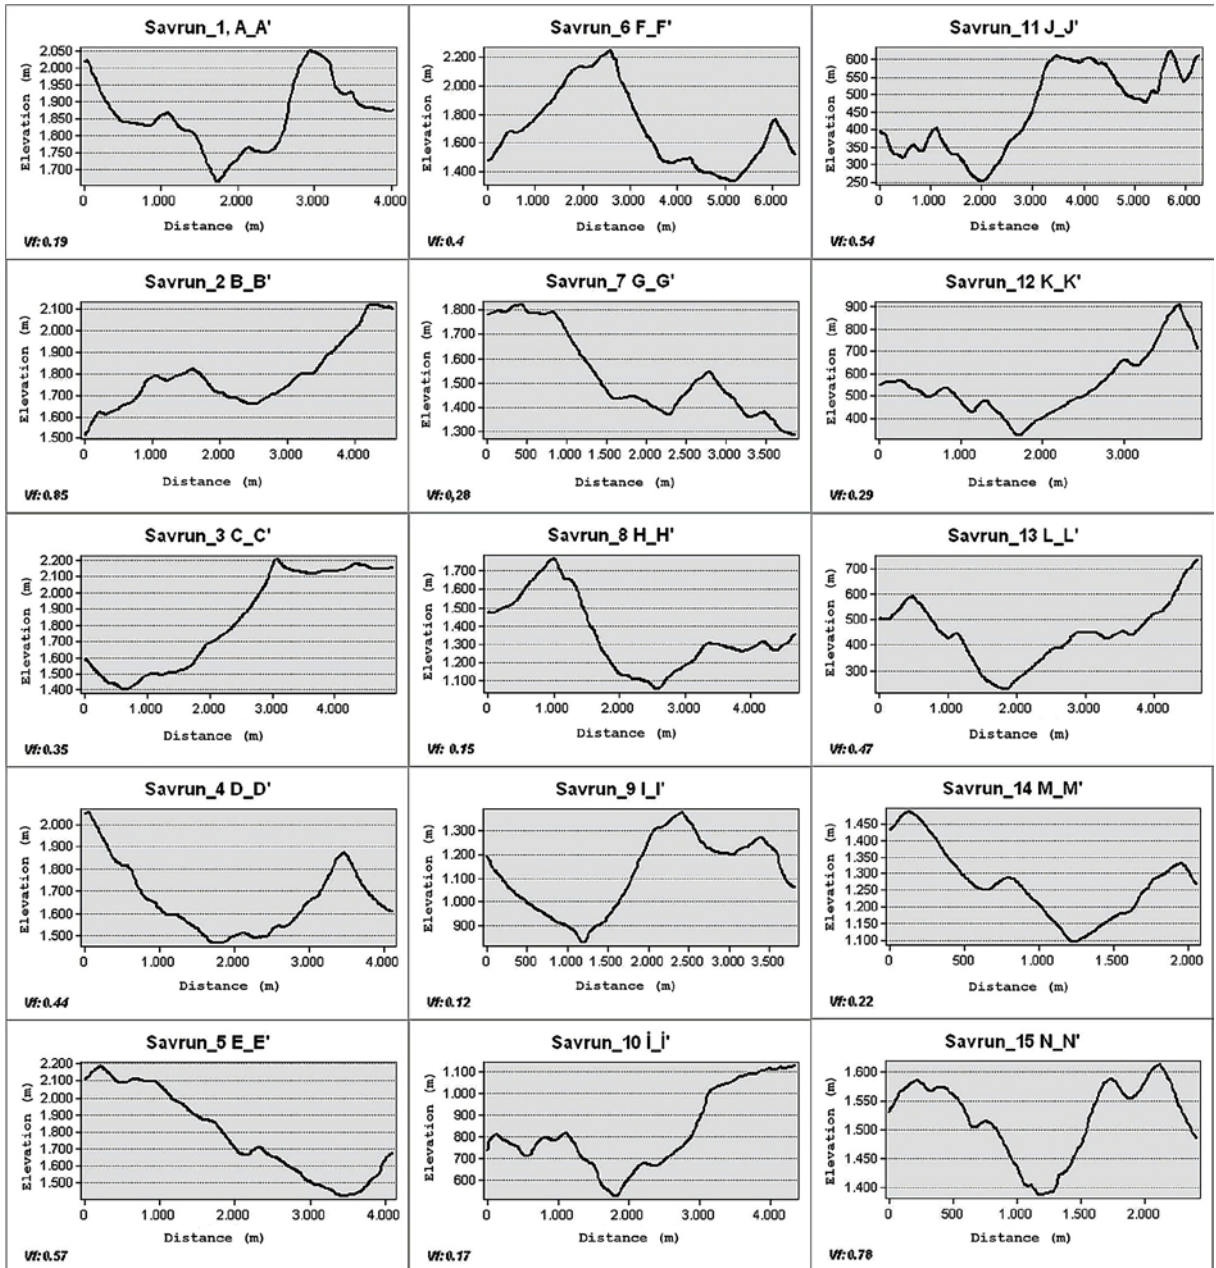 Savrun_1, A_A'
Elevation (m)
2.050
2.000
1.950
1.900
1.850
1.800
1.750
1.700
0 1.000 2.000 3.000 4.000
Distance (m)
Vf:0.19
Savrun_6 F_F'
Elevation (m)
2.200
2.000
1.800
1.600
1.400
0 1.000 2.000 3.000 4.000 5.000 6.000
Distance (m)
Vf:0.4
Savrun_11 J_J'
Elevation (m)
600
550
500
450
400
350
300
250
0 1.000 2.000 3.000 4.000 5.000 6.000
Distance (m)
Vf:0.54
Savrun_2 B_B'
Elevation (m)
2.100
2.000
1.900
1.800
1.700
1.600
1.500
0 1.000 2.000 3.000 4.000
Distance (m)
Vf:0.85
Savrun_7 G_G'
Elevation (m)
1.800
1.700
1.600
1.500
1.400
1.300
0 500 1.000 1.500 2.000 2.500 3.000 3.500
Distance (m)
Vf:0,28
Savrun_12 K_K'
Elevation (m)
900
800
700
600
500
400
0 1.000 2.000 3.000
Distance (m)
Vf:0.29
Savrun_3 C_C'
Elevation (m)
2.200
2.100
2.000
1.900
1.800
1.700
1.600
1.500
1.400
0 1.000 2.000 3.000 4.000
Distance (m)
Vf:0.35
Savrun_8 H_H'
Elevation (m)
1.700
1.600
1.500
1.400
1.300
1.200
1.100
0 1.000 2.000 3.000 4.000
Distance (m)
Vf: 0.15
Savrun_13 L_L'
Elevation (m)
700
600
500
400
300
0 1.000 2.000 3.000 4.000
Distance (m)
Vf:0.47
Savrun_4 D_D'
Elevation (m)
2.000
1.900
1.800
1.700
1.600
1.500
0 1.000 2.000 3.000 4.000
Distance (m)
Vf:0.44
Savrun_9 I_I'
Elevation (m)
1.300
1.200
1.100
1.000
900
0 500 1.000 1.500 2.000 2.500 3.000 3.500
Distance (m)
Vf:0.12
Savrun_14 M_M'
Elevation (m)
1.450
1.400
1.350
1.300
1.250
1.200
1.150
1.100
0 500 1.000 1.500 2.000
Distance (m)
Vf:0.22
Savrun_5 E_E'
Elevation (m)
2.200
2.100
2.000
1.900
1.800
1.700
1.600
1.500
0 1.000 2.000 3.000 4.000
Distance (m)
Vf:0.57
Savrun_10 İ_İ'
Elevation (m)
1.100
1.000
900
800
700
600
0 1.000 2.000 3.000 4.000
Distance (m)
Vf:0.17
Savrun_15 N_N'
Elevation (m)
1.600
1.550
1.500
1.450
1.400
0 500 1.000 1.500 2.000
Distance (m)
Vf:0.78